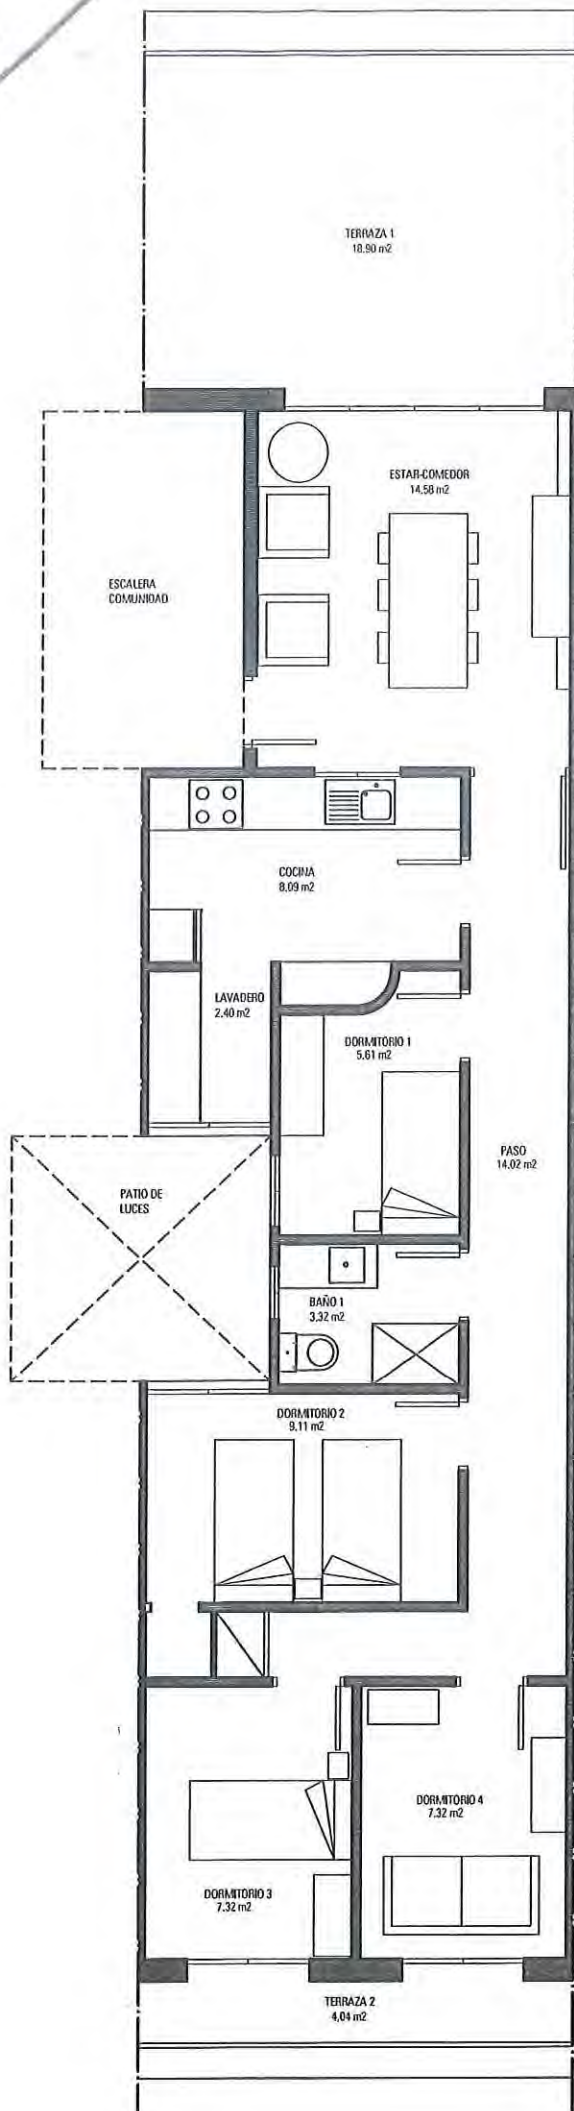 TERRAZA 1
18.90 m2
ESTAR-COMEDOR
14.58 m2
ESCALERA
COMUNIDAD
COCINA
8.09 m2
LAVADERO
2.40 m2
DORMITORIO 1
5.61 m2
PASO
14.02 m2
PATIO DE
LUCES
BAÑO 1
3.32 m2
DORMITORIO 2
9.11 m2
DORMITORIO 4
7.32 m2
DORMITORIO 3
7.32 m2
TERRAZA 2
4,04 m2